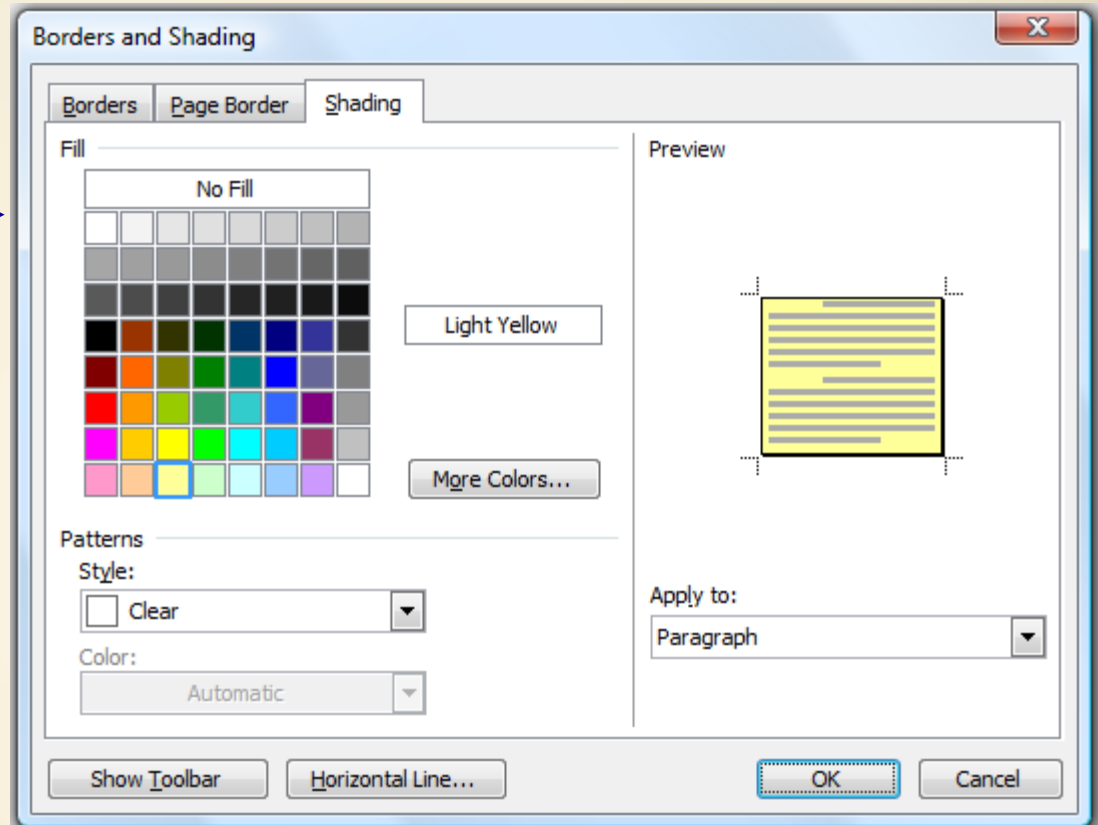 Borders and Shading
Borders Page Border Shading
Fill
Preview
No Fill
Light Yellow
More Colors...
Patterns
Style:
Clear
Apply to:
Paragraph
Color:
Automatic
Show Toolbar Horizontal Line... OK Cancel